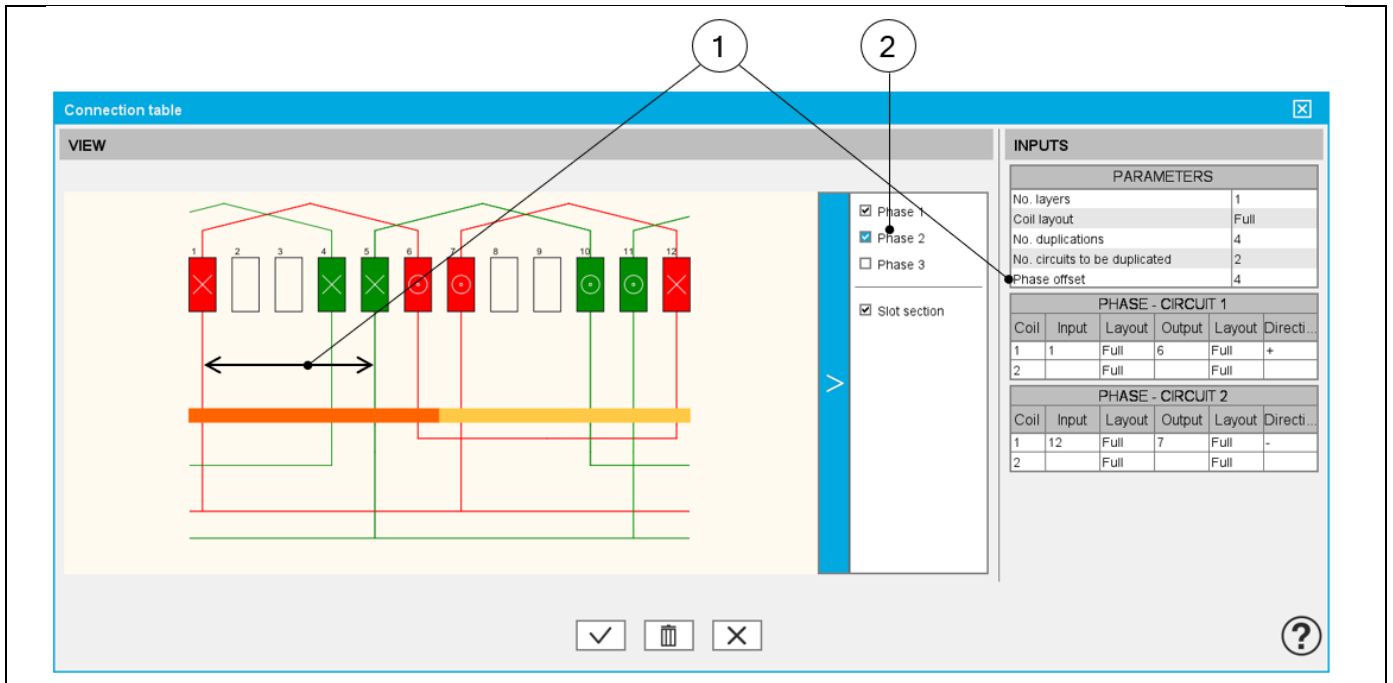 1 2
Connection table
VIEW
1 2 3 4 5 6 7 8 9 10 11 12
Phase 1
Phase 2
Phase 3
Slot section
>
INPUTS
PARAMETERS
No. layers 1
Coil layout Full
No. duplications 4
No. circuits to be duplicated 2
Phase offset 4
PHASE - CIRCUIT 1
Coil Input Layout Output Layout Directi...
1 1 Full 6 Full +
2 Full Full
PHASE - CIRCUIT 2
Coil Input Layout Output Layout Directi...
1 12 Full 7 Full -
2 Full Full
?